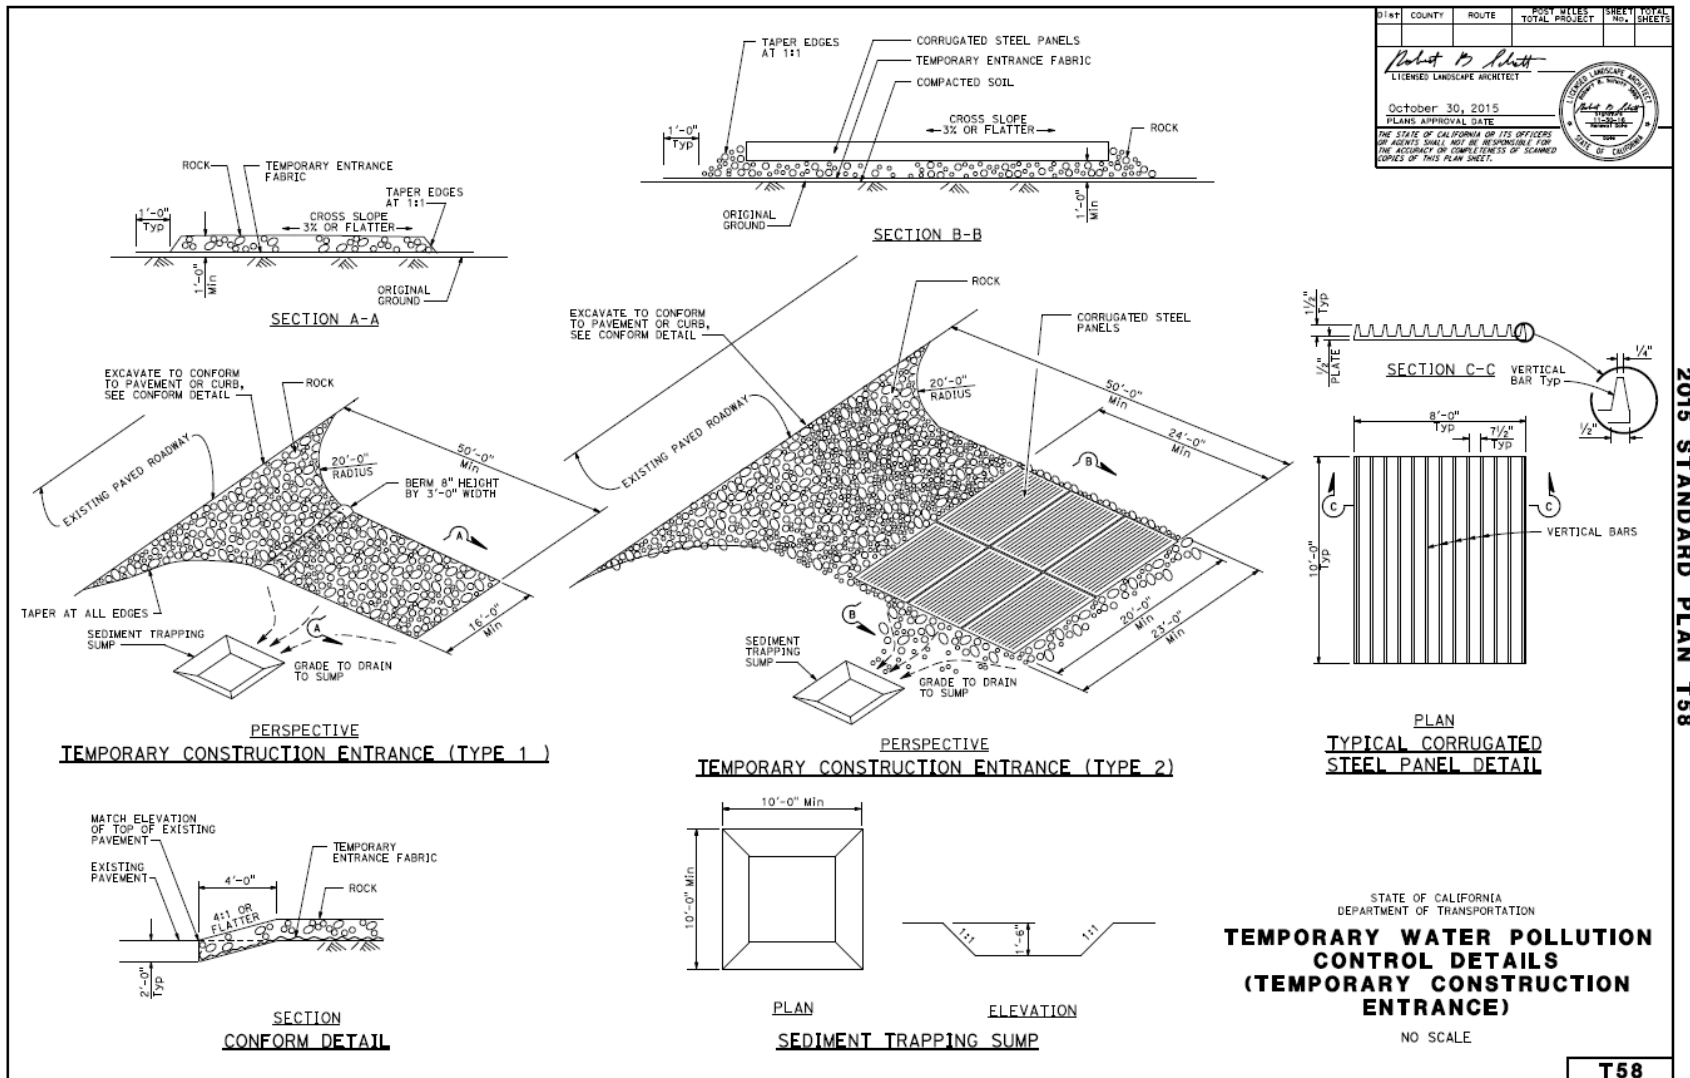 Dist COUNTY ROUTE POST MILES TOTAL PROJECT SHEET No. TOTAL SHEETS
LICENSED LANDSCAPE ARCHITECT
October 30, 2015
PLANS APPROVAL DATE
THE STATE OF CALIFORNIA OR ITS OFFICERS
OR AGENTS SHALL NOT BE RESPONSIBLE FOR
THE ACCURACY OR COMPLETENESS OF SCANNED
COPIES OF THIS PLAN SHEET.
LICENSED LANDSCAPE ARCHITECT
STATE OF CALIFORNIA
2015 STANDARD PLAN T58
ROCK
TEMPORARY ENTRANCE
FABRIC
TAPER EDGES
AT 1:1
1'-0"
Typ
CROSS SLOPE
3% OR FLATTER
1'-0"
Min
ORIGINAL
GROUND
SECTION A-A
TAPER EDGES
AT 1:1
CORRUGATED STEEL PANELS
TEMPORARY ENTRANCE FABRIC
COMPACTED SOIL
1'-0"
Typ
CROSS SLOPE
3% OR FLATTER
ROCK
ORIGINAL
GROUND
1'-0"
Min
SECTION B-B
EXCAVATE TO CONFORM
TO PAVEMENT OR CURB,
SEE CONFORM DETAIL
ROCK
EXISTING PAVED ROADWAY
20'-0"
RADIUS
50'-0"
Min
BERM 8" HEIGHT
BY 3'-0" WIDTH
A
TAPER AT ALL EDGES
SEDIMENT TRAPPING
SUMP
A
16'-0"
Min
GRADE TO DRAIN
TO SUMP
PERSPECTIVE
TEMPORARY CONSTRUCTION ENTRANCE (TYPE 1 )
EXCAVATE TO CONFORM
TO PAVEMENT OR CURB,
SEE CONFORM DETAIL
ROCK
CORRUGATED STEEL
PANELS
EXISTING PAVED ROADWAY
20'-0"
RADIUS
50'-0"
Min
24'-0"
Min
B
B
20'-0"
Min
23'-0"
Min
SEDIMENT
TRAPPING
SUMP
GRADE TO DRAIN
TO SUMP
PERSPECTIVE
TEMPORARY CONSTRUCTION ENTRANCE (TYPE 2)
1½"
Typ
½"
PLATE
SECTION C-C
VERTICAL
BAR Typ
¼"
½"
8'-0"
Typ
7½"
Typ
C
C
10'-0"
Typ
VERTICAL BARS
PLAN
TYPICAL CORRUGATED
STEEL PANEL DETAIL
MATCH ELEVATION
OF TOP OF EXISTING
PAVEMENT
EXISTING
PAVEMENT
4'-0"
4:1 OR
FLATTER
TEMPORARY
ENTRANCE FABRIC
ROCK
2'-0"
Typ
SECTION
CONFORM DETAIL
10'-0" Min
10'-0" Min
PLAN
1:1
1'-6"
1:1
ELEVATION
SEDIMENT TRAPPING SUMP
STATE OF CALIFORNIA
DEPARTMENT OF TRANSPORTATION
TEMPORARY WATER POLLUTION
CONTROL DETAILS
(TEMPORARY CONSTRUCTION
ENTRANCE)
NO SCALE
T58